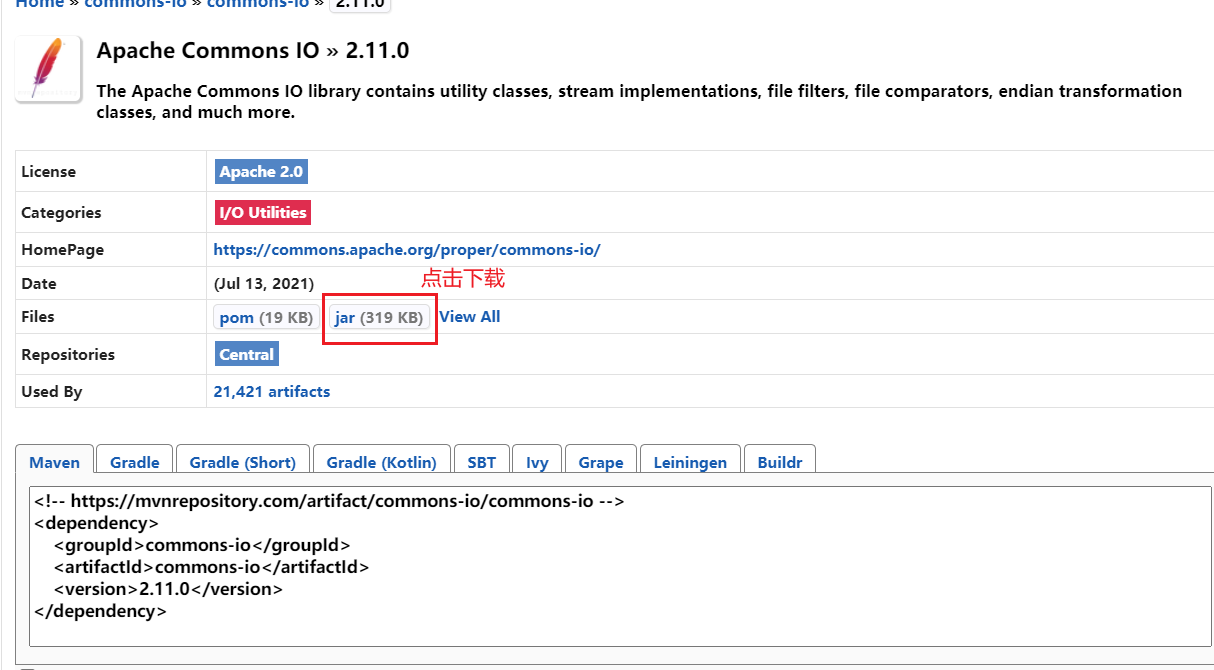 Home » commons-io » commons-io » 2.11.0
Apache Commons IO » 2.11.0
The Apache Commons IO library contains utility classes, stream implementations, file filters, file comparators, endian transformation
classes, and much more.
License Apache 2.0
Categories I/O Utilities
HomePage https://commons.apache.org/proper/commons-io/
点击下载
Date (Jul 13, 2021)
Files pom (19 KB) jar (319 KB) View All
Repositories Central
Used By 21,421 artifacts
Maven Gradle Gradle (Short) Gradle (Kotlin) SBT Ivy Grape Leiningen Buildr
<!-- https://mvnrepository.com/artifact/commons-io/commons-io -->
<dependency>
    <groupId>commons-io</groupId>
    <artifactId>commons-io</artifactId>
    <version>2.11.0</version>
</dependency>